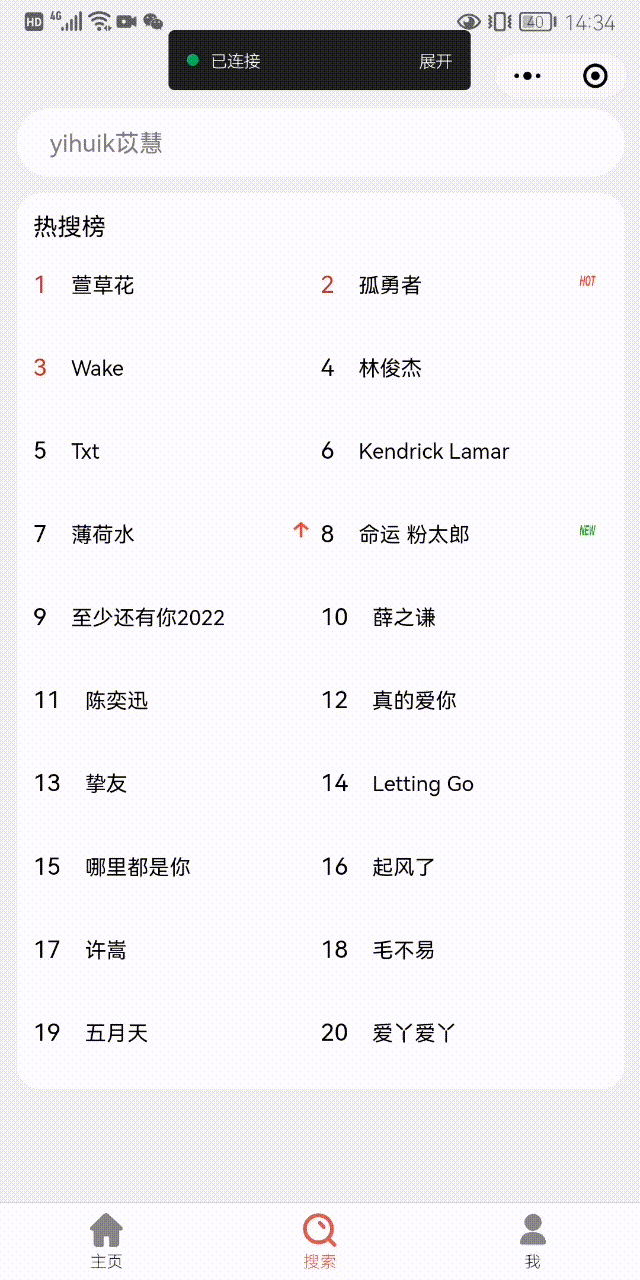 HD 4G 40 14:34
已连接 展开
yihuik苡慧
热搜榜
1 萱草花 2 孤勇者 HOT
3 Wake 4 林俊杰
5 Txt 6 Kendrick Lamar
7 薄荷水 8 命运 粉太郎 NEW
9 至少还有你2022 10 薛之谦
11 陈奕迅 12 真的爱你
13 挚友 14 Letting Go
15 哪里都是你 16 起风了
17 许嵩 18 毛不易
19 五月天 20 爱丫爱丫
主页 搜索 我